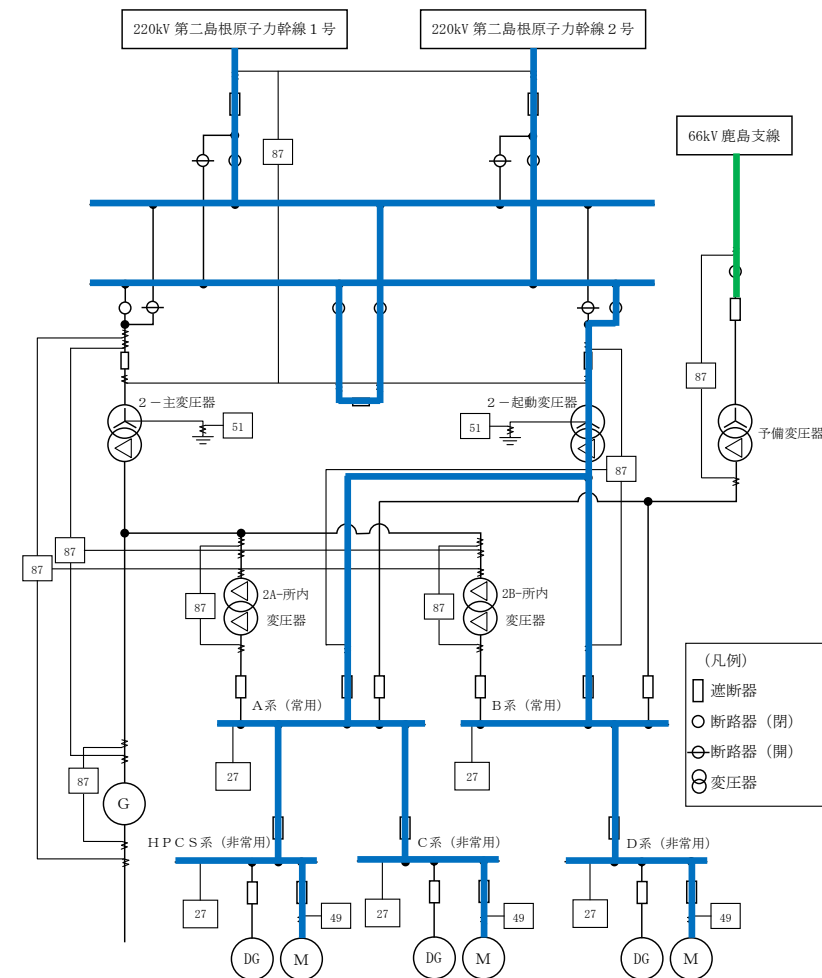 220kV 第二島根原子力幹線1号
220kV 第二島根原子力幹線2号
66kV 鹿島支線
87
87
2－主変圧器
51
2－起動変圧器
51
予備変圧器
87
87
87
87
2A-所内
変圧器
87
2B-所内
変圧器
(凡例)
遮断器
断路器（閉）
断路器（開）
変圧器
A系（常用）
B系（常用）
27
27
87
G
HPCS系（非常用）
C系（非常用）
D系（非常用）
27
49
27
49
27
49
DG
M
DG
M
DG
M